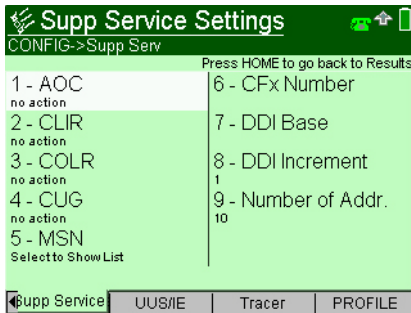 Supp Service Settings
CONFIG->Supp Serv
Press HOME to go back to Results
1 - AOC
no action
2 - CLIR
no action
3 - COLR
no action
4 - CUG
no action
5 - MSN
Select to Show List
6 - CFx Number
7 - DDI Base
8 - DDI Increment
1
9 - Number of Addr.
10
Supp Service
UUS/IE
Tracer
PROFILE